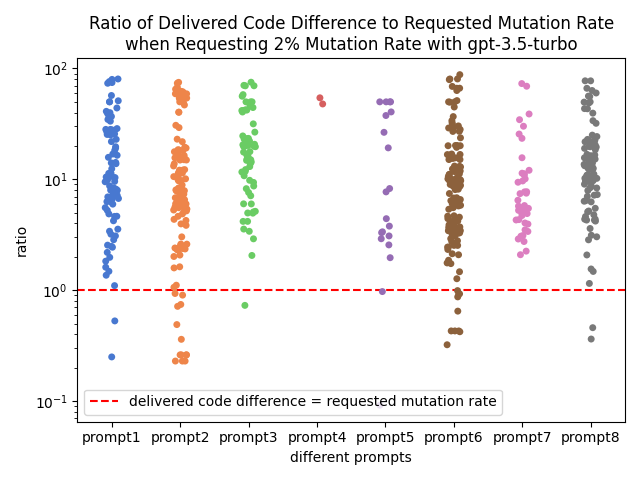 Ratio of Delivered Code Difference to Requested Mutation Rate
when Requesting 2% Mutation Rate with gpt-3.5-turbo
ratio
10²
10¹
10⁰
10⁻¹
delivered code difference = requested mutation rate
prompt1 prompt2 prompt3 prompt4 prompt5 prompt6 prompt7 prompt8
different prompts